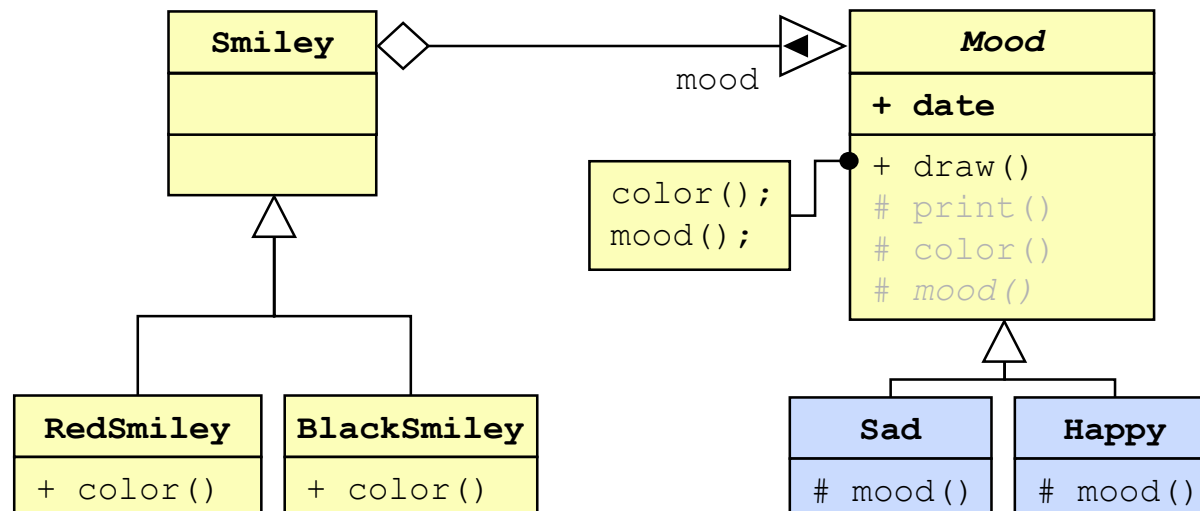 Smiley
mood
Mood
+ date
+ draw()
# print()
# color()
# mood()
color();
mood();
RedSmiley
+ color()
BlackSmiley
+ color()
Sad
# mood()
Happy
# mood()